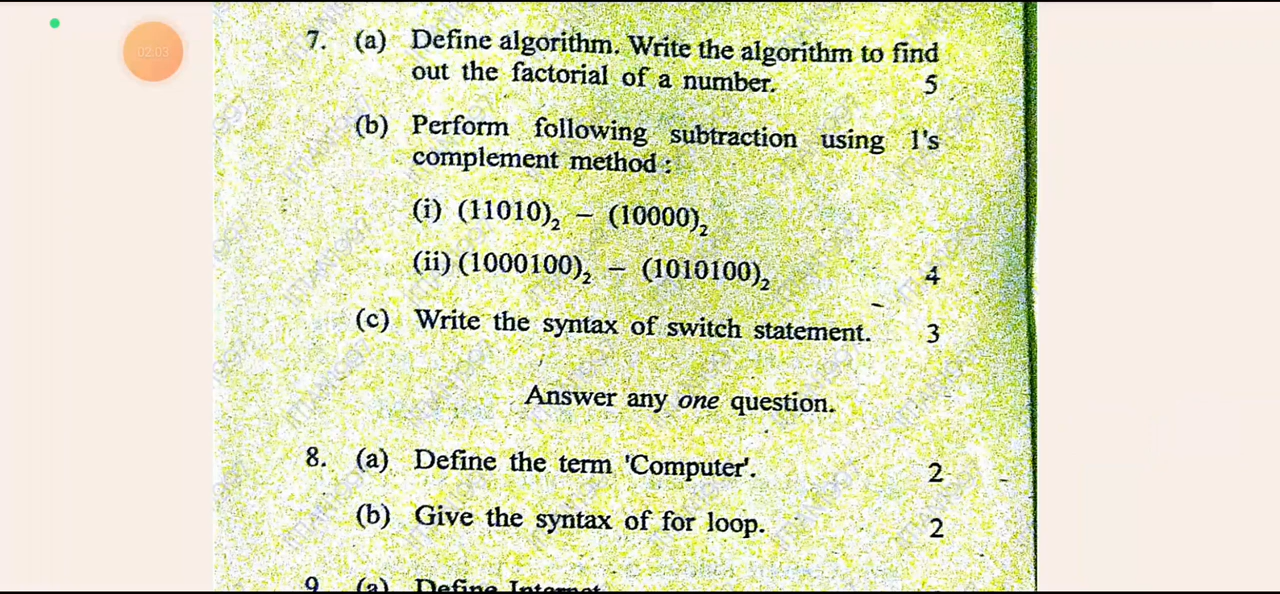 02:03
7. (a) Define algorithm. Write the algorithm to find
out the factorial of a number. 5
(b) Perform following subtraction using 1's
complement method :
(i) (11010)₂ − (10000)₂
(ii) (1000100)₂ − (1010100)₂ 4
(c) Write the syntax of switch statement. 3
Answer any one question.
8. (a) Define the term 'Computer'. 2
(b) Give the syntax of for loop. 2
9 (a) Define Internet